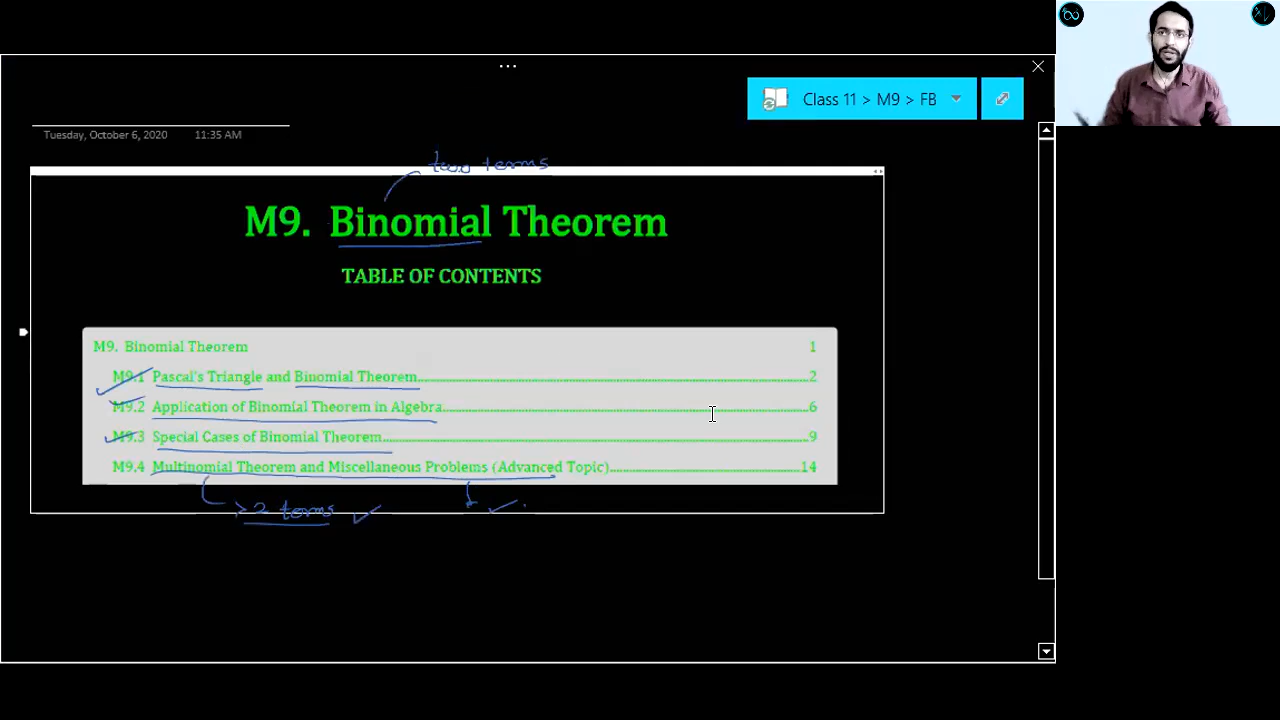 Class 11 > M9 > FB
Tuesday, October 6, 2020 11:35 AM
two terms
M9. Binomial Theorem
TABLE OF CONTENTS
M9. Binomial Theorem 1
M9.1 Pascal's Triangle and Binomial Theorem 2
M9.2 Application of Binomial Theorem in Algebra 6
M9.3 Special Cases of Binomial Theorem 9
M9.4 Multinomial Theorem and Miscellaneous Problems (Advanced Topic) 14
>2 terms